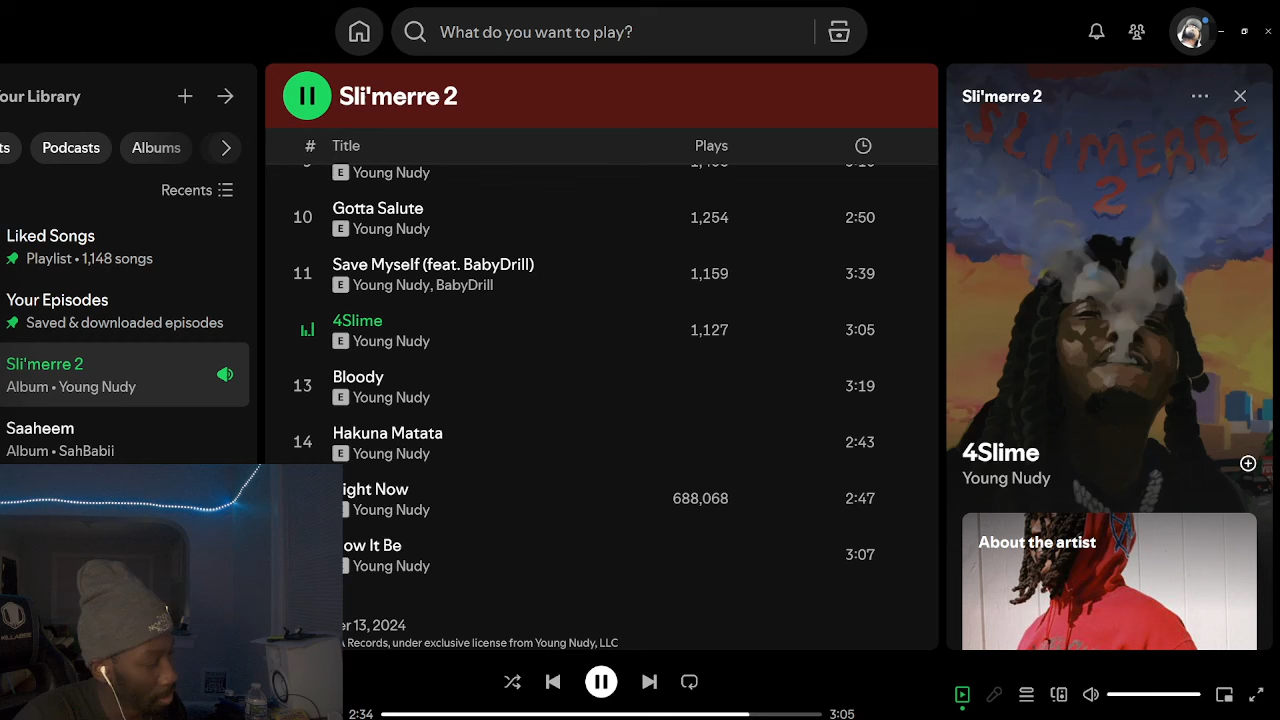 What do you want to play?
our Library
ts
Podcasts
Albums
Recents
Liked Songs
Playlist • 1,148 songs
Your Episodes
Saved & downloaded episodes
Sli'merre 2
Album • Young Nudy
Saaheem
Album • SahBabii
Sli'merre 2
# Title Plays
E Young Nudy
10 Gotta Salute 1,254 2:50
E Young Nudy
11 Save Myself (feat. BabyDrill) 1,159 3:39
E Young Nudy, BabyDrill
4Slime 1,127 3:05
E Young Nudy
13 Bloody 3:19
E Young Nudy
14 Hakuna Matata 2:43
E Young Nudy
ight Now 688,068 2:47
Young Nudy
ow It Be 3:07
Young Nudy
er 13, 2024
A Records, under exclusive license from Young Nudy, LLC
Sli'merre 2
SLI'MERRE
2
4Slime
Young Nudy
About the artist
2:34 3:05